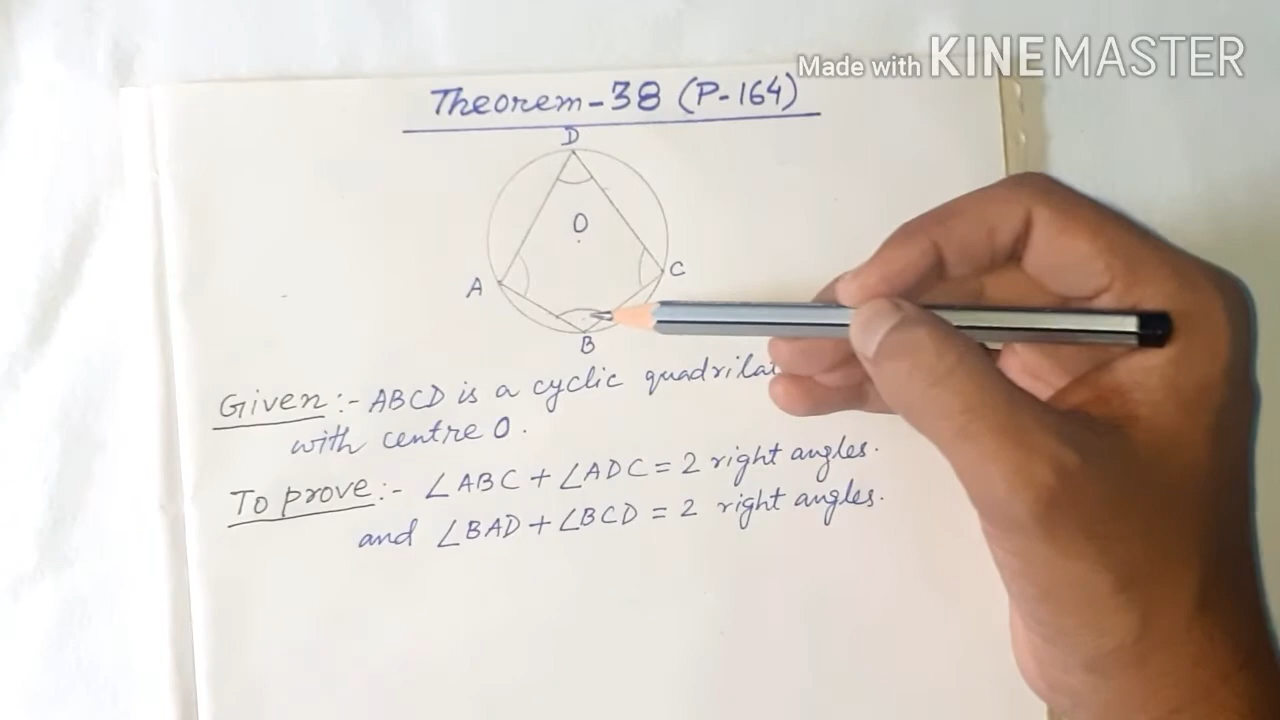 Made with KINEMASTER
Theorem-38 (P-164)
D
O
A
C
B
Given:- ABCD is a cyclic
with centre O.
To prove:- ∠ABC + ∠ADC = 2 right angles.
and ∠BAD + ∠BCD = 2 right angles.